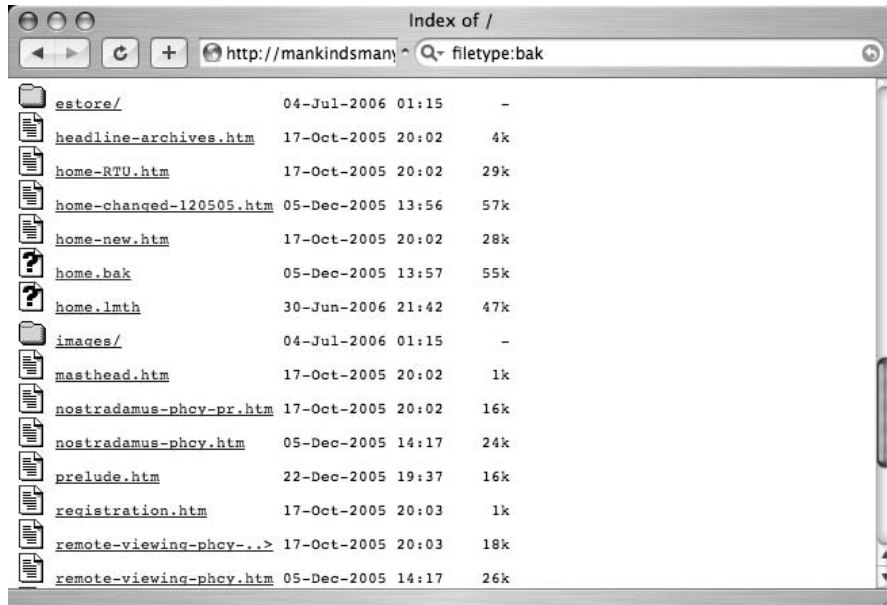 Index of /
http://mankindsman filetype:bak
estore/ 04-Jul-2006 01:15 -
headline-archives.htm 17-Oct-2005 20:02 4k
home-RTU.htm 17-Oct-2005 20:02 29k
home-changed-120505.htm 05-Dec-2005 13:56 57k
home-new.htm 17-Oct-2005 20:02 28k
home.bak 05-Dec-2005 13:57 55k
home.lmth 30-Jun-2006 21:42 47k
images/ 04-Jul-2006 01:15 -
masthead.htm 17-Oct-2005 20:02 1k
nostradamus-phcy-pr.htm 17-Oct-2005 20:02 16k
nostradamus-phcy.htm 05-Dec-2005 14:17 24k
prelude.htm 22-Dec-2005 19:37 16k
registration.htm 17-Oct-2005 20:03 1k
remote-viewing-phcy-..> 17-Oct-2005 20:03 18k
remote-viewing-phcy.htm 05-Dec-2005 14:17 26k